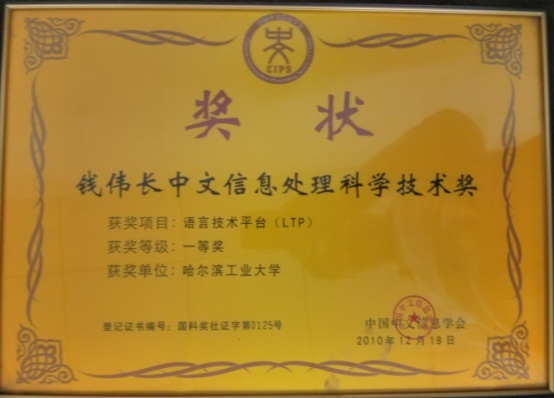 CIPS
奖状
钱伟长中文信息处理科学技术奖
获奖项目：语言技术平台（LTP）
获奖等级：一等奖
获奖单位：哈尔滨工业大学
登记证书编号：国科奖社证字第0125号
中国中文信息学会
2010年12月18日